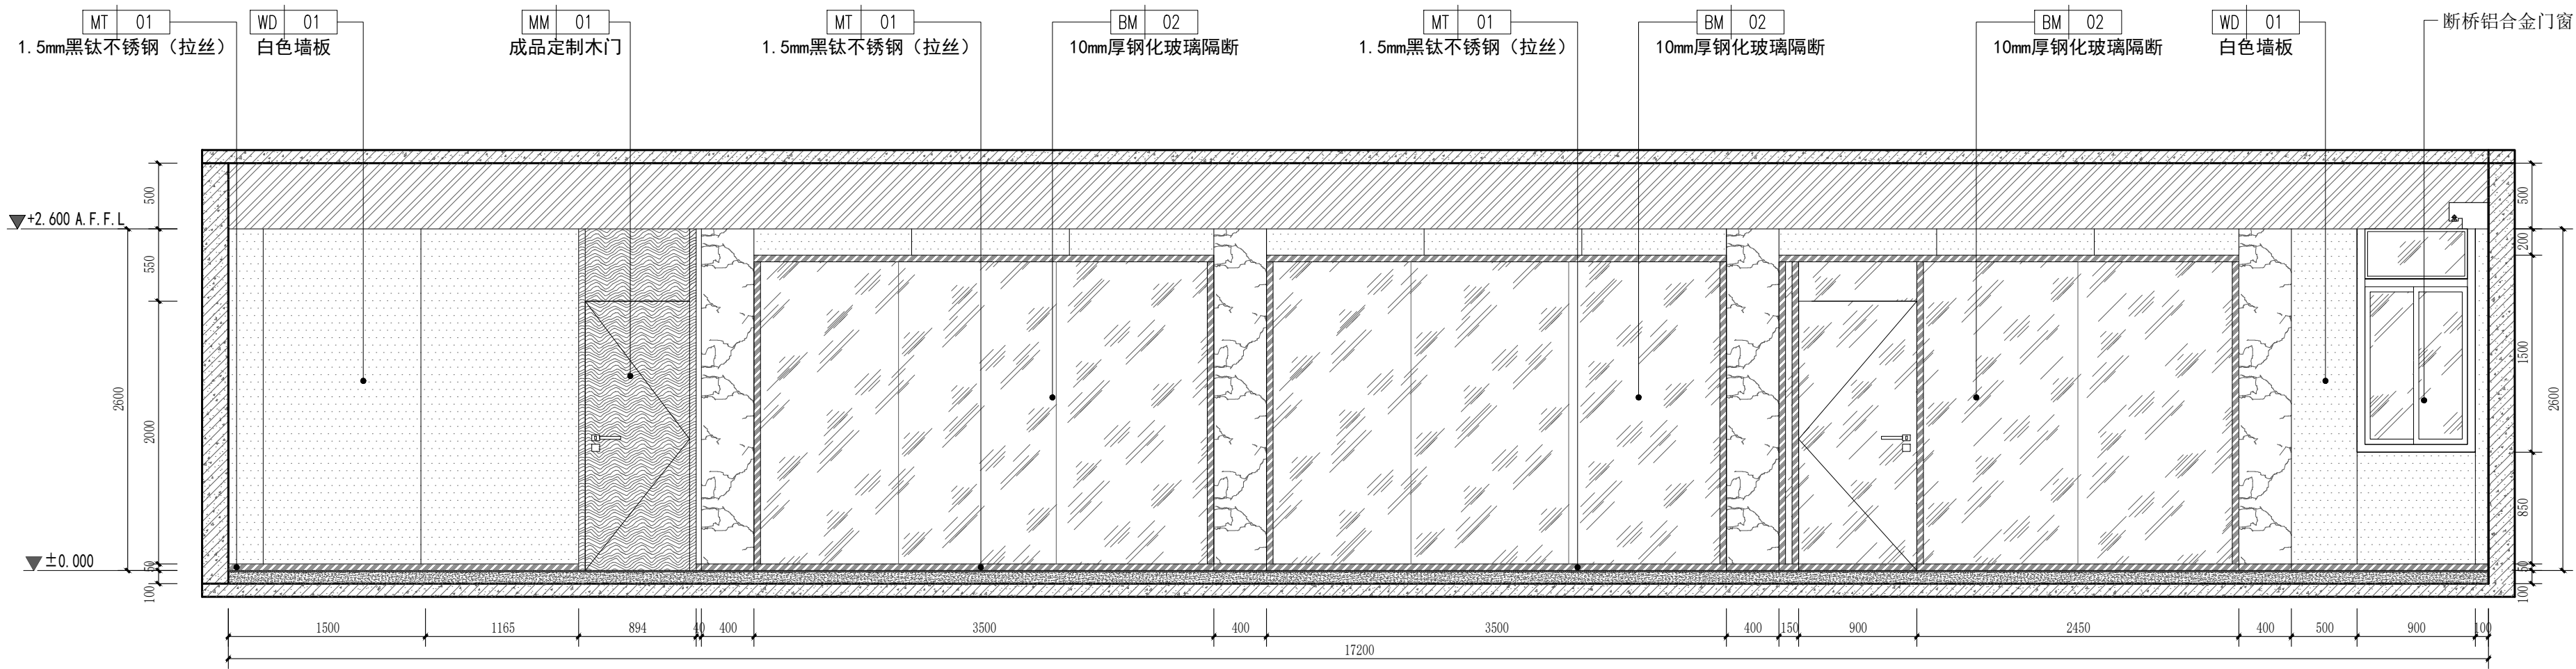 MT 01
1.5mm黑钛不锈钢（拉丝）
WD 01
白色墙板
MM 01
成品定制木门
MT 01
1.5mm黑钛不锈钢（拉丝）
BM 02
10mm厚钢化玻璃隔断
MT 01
1.5mm黑钛不锈钢（拉丝）
BM 02
10mm厚钢化玻璃隔断
BM 02
10mm厚钢化玻璃隔断
WD 01
白色墙板
断桥铝合金门窗
+2.600 A.F.F.L
±0.000
500
550
2000
50
100
2600
500
200
1500
850
50
100
2600
1500
1165
894
40
400
3500
400
3500
400
150
900
2450
400
500
900
100
17200